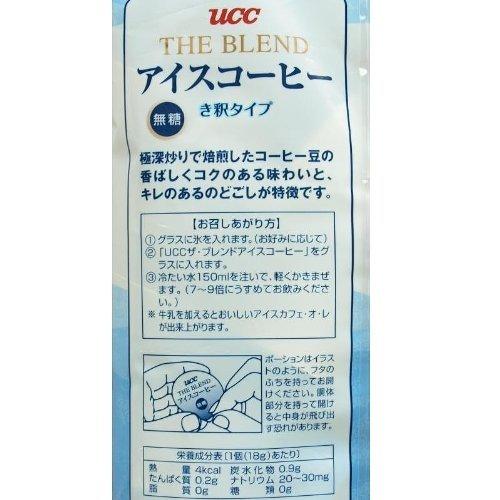 UCC
THE BLEND
アイスコーヒー
無糖 き釈タイプ
極深炒りで焙煎したコーヒー豆の
香ばしくコクのある味わいと、
キレのあるのどごしが特徴です。
【お召しあがり方】
①グラスに氷を入れます。(お好みに応じて)
②「UCCザ・ブレンドアイスコーヒー」をグ
ラスに入れます。
③冷たい水150mlを注いで、軽くかきまぜ
ます。(7〜9倍にうすめてお飲みくださ
い。)
※牛乳を加えるとおいしいアイスカフェ・オ・レ
が出来上がります。
UCC
THE BLEND
アイスコーヒー
無糖
ポーションはイラス
トのように、フタの
ふちを持ってお開
けください。胴体
部分を持って開け
ると中身が飛び出
す恐れがあります。
栄養成分表〔1個(18g)あたり〕
熱量 4kcal 炭水化物 0.9g
たんぱく質 0.2g ナトリウム 20〜30mg
脂質 0g 糖類 0g